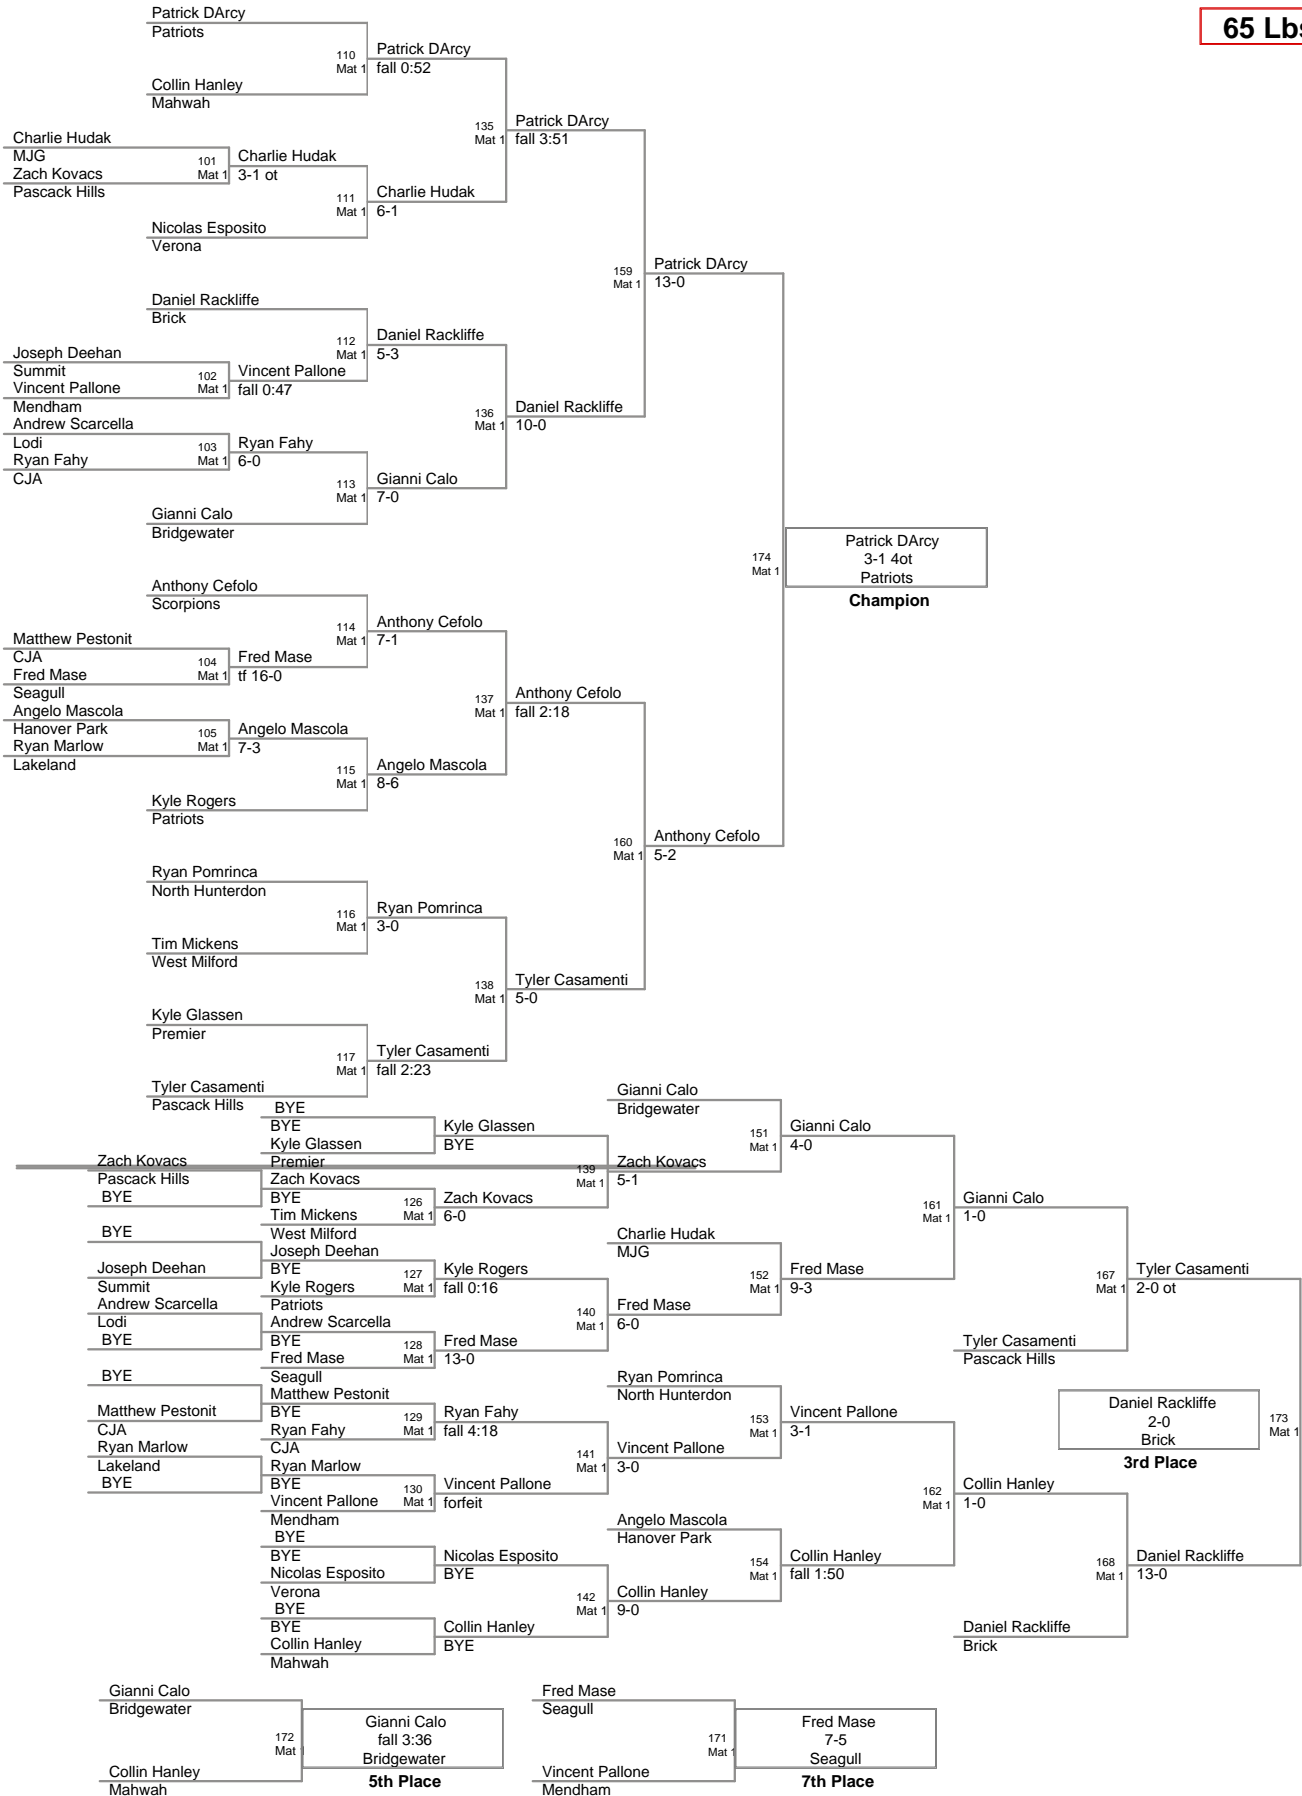 65 Lbs
Patrick DArcy
Patriots
110
Mat 1
Patrick DArcy
fall 0:52
Collin Hanley
Mahwah
135
Mat 1
Patrick DArcy
fall 3:51
Charlie Hudak
MJG
101
Mat 1
Charlie Hudak
3-1 ot
Zach Kovacs
Pascack Hills
111
Mat 1
Charlie Hudak
6-1
Nicolas Esposito
Verona
159
Mat 1
Patrick DArcy
13-0
Daniel Rackliffe
Brick
112
Mat 1
Daniel Rackliffe
5-3
Joseph Deehan
Summit
102
Mat 1
Vincent Pallone
fall 0:47
Vincent Pallone
Mendham
136
Mat 1
Daniel Rackliffe
10-0
Andrew Scarcella
Lodi
103
Mat 1
Ryan Fahy
6-0
Ryan Fahy
CJA
113
Mat 1
Gianni Calo
7-0
Gianni Calo
Bridgewater
174
Mat 1
Patrick DArcy
3-1 4ot
Patriots
Champion
Anthony Cefolo
Scorpions
114
Mat 1
Anthony Cefolo
7-1
Matthew Pestonit
CJA
104
Mat 1
Fred Mase
tf 16-0
Fred Mase
Seagull
137
Mat 1
Anthony Cefolo
fall 2:18
Angelo Mascola
Hanover Park
105
Mat 1
Angelo Mascola
7-3
Ryan Marlow
Lakeland
115
Mat 1
Angelo Mascola
8-6
Kyle Rogers
Patriots
160
Mat 1
Anthony Cefolo
5-2
Ryan Pomrinca
North Hunterdon
116
Mat 1
Ryan Pomrinca
3-0
Tim Mickens
West Milford
138
Mat 1
Tyler Casamenti
5-0
Kyle Glassen
Premier
117
Mat 1
Tyler Casamenti
fall 2:23
Tyler Casamenti
Pascack Hills
BYE
BYE
Kyle Glassen
Premier
Kyle Glassen
BYE
Gianni Calo
Bridgewater
151
Mat 1
Gianni Calo
4-0
139
Mat 1
Zach Kovacs
5-1
Zach Kovacs
Pascack Hills
BYE
Zach Kovacs
BYE
Tim Mickens
West Milford
126
Mat 1
Zach Kovacs
6-0
161
Mat 1
Gianni Calo
1-0
BYE
Joseph Deehan
Summit
Joseph Deehan
BYE
Kyle Rogers
Patriots
127
Mat 1
Kyle Rogers
fall 0:16
Charlie Hudak
MJG
152
Mat 1
Fred Mase
9-3
167
Mat 1
Tyler Casamenti
2-0 ot
140
Mat 1
Fred Mase
6-0
Andrew Scarcella
Lodi
BYE
Andrew Scarcella
BYE
Fred Mase
Seagull
128
Mat 1
Fred Mase
13-0
Tyler Casamenti
Pascack Hills
BYE
Matthew Pestonit
CJA
Matthew Pestonit
BYE
Ryan Fahy
CJA
129
Mat 1
Ryan Fahy
fall 4:18
Ryan Pomrinca
North Hunterdon
153
Mat 1
Vincent Pallone
3-1
Daniel Rackliffe
2-0
Brick
3rd Place
173
Mat 1
141
Mat 1
Vincent Pallone
3-0
Ryan Marlow
Lakeland
BYE
Ryan Marlow
BYE
Vincent Pallone
Mendham
130
Mat 1
Vincent Pallone
forfeit
162
Mat 1
Collin Hanley
1-0
Angelo Mascola
Hanover Park
154
Mat 1
Collin Hanley
fall 1:50
BYE
BYE
Nicolas Esposito
Verona
Nicolas Esposito
BYE
142
Mat 1
Collin Hanley
9-0
168
Mat 1
Daniel Rackliffe
13-0
BYE
BYE
Collin Hanley
Mahwah
Collin Hanley
BYE
Daniel Rackliffe
Brick
Gianni Calo
Bridgewater
172
Mat
Gianni Calo
fall 3:36
Bridgewater
5th Place
Collin Hanley
Mahwah
Fred Mase
Seagull
171
Mat 1
Fred Mase
7-5
Seagull
7th Place
Vincent Pallone
Mendham